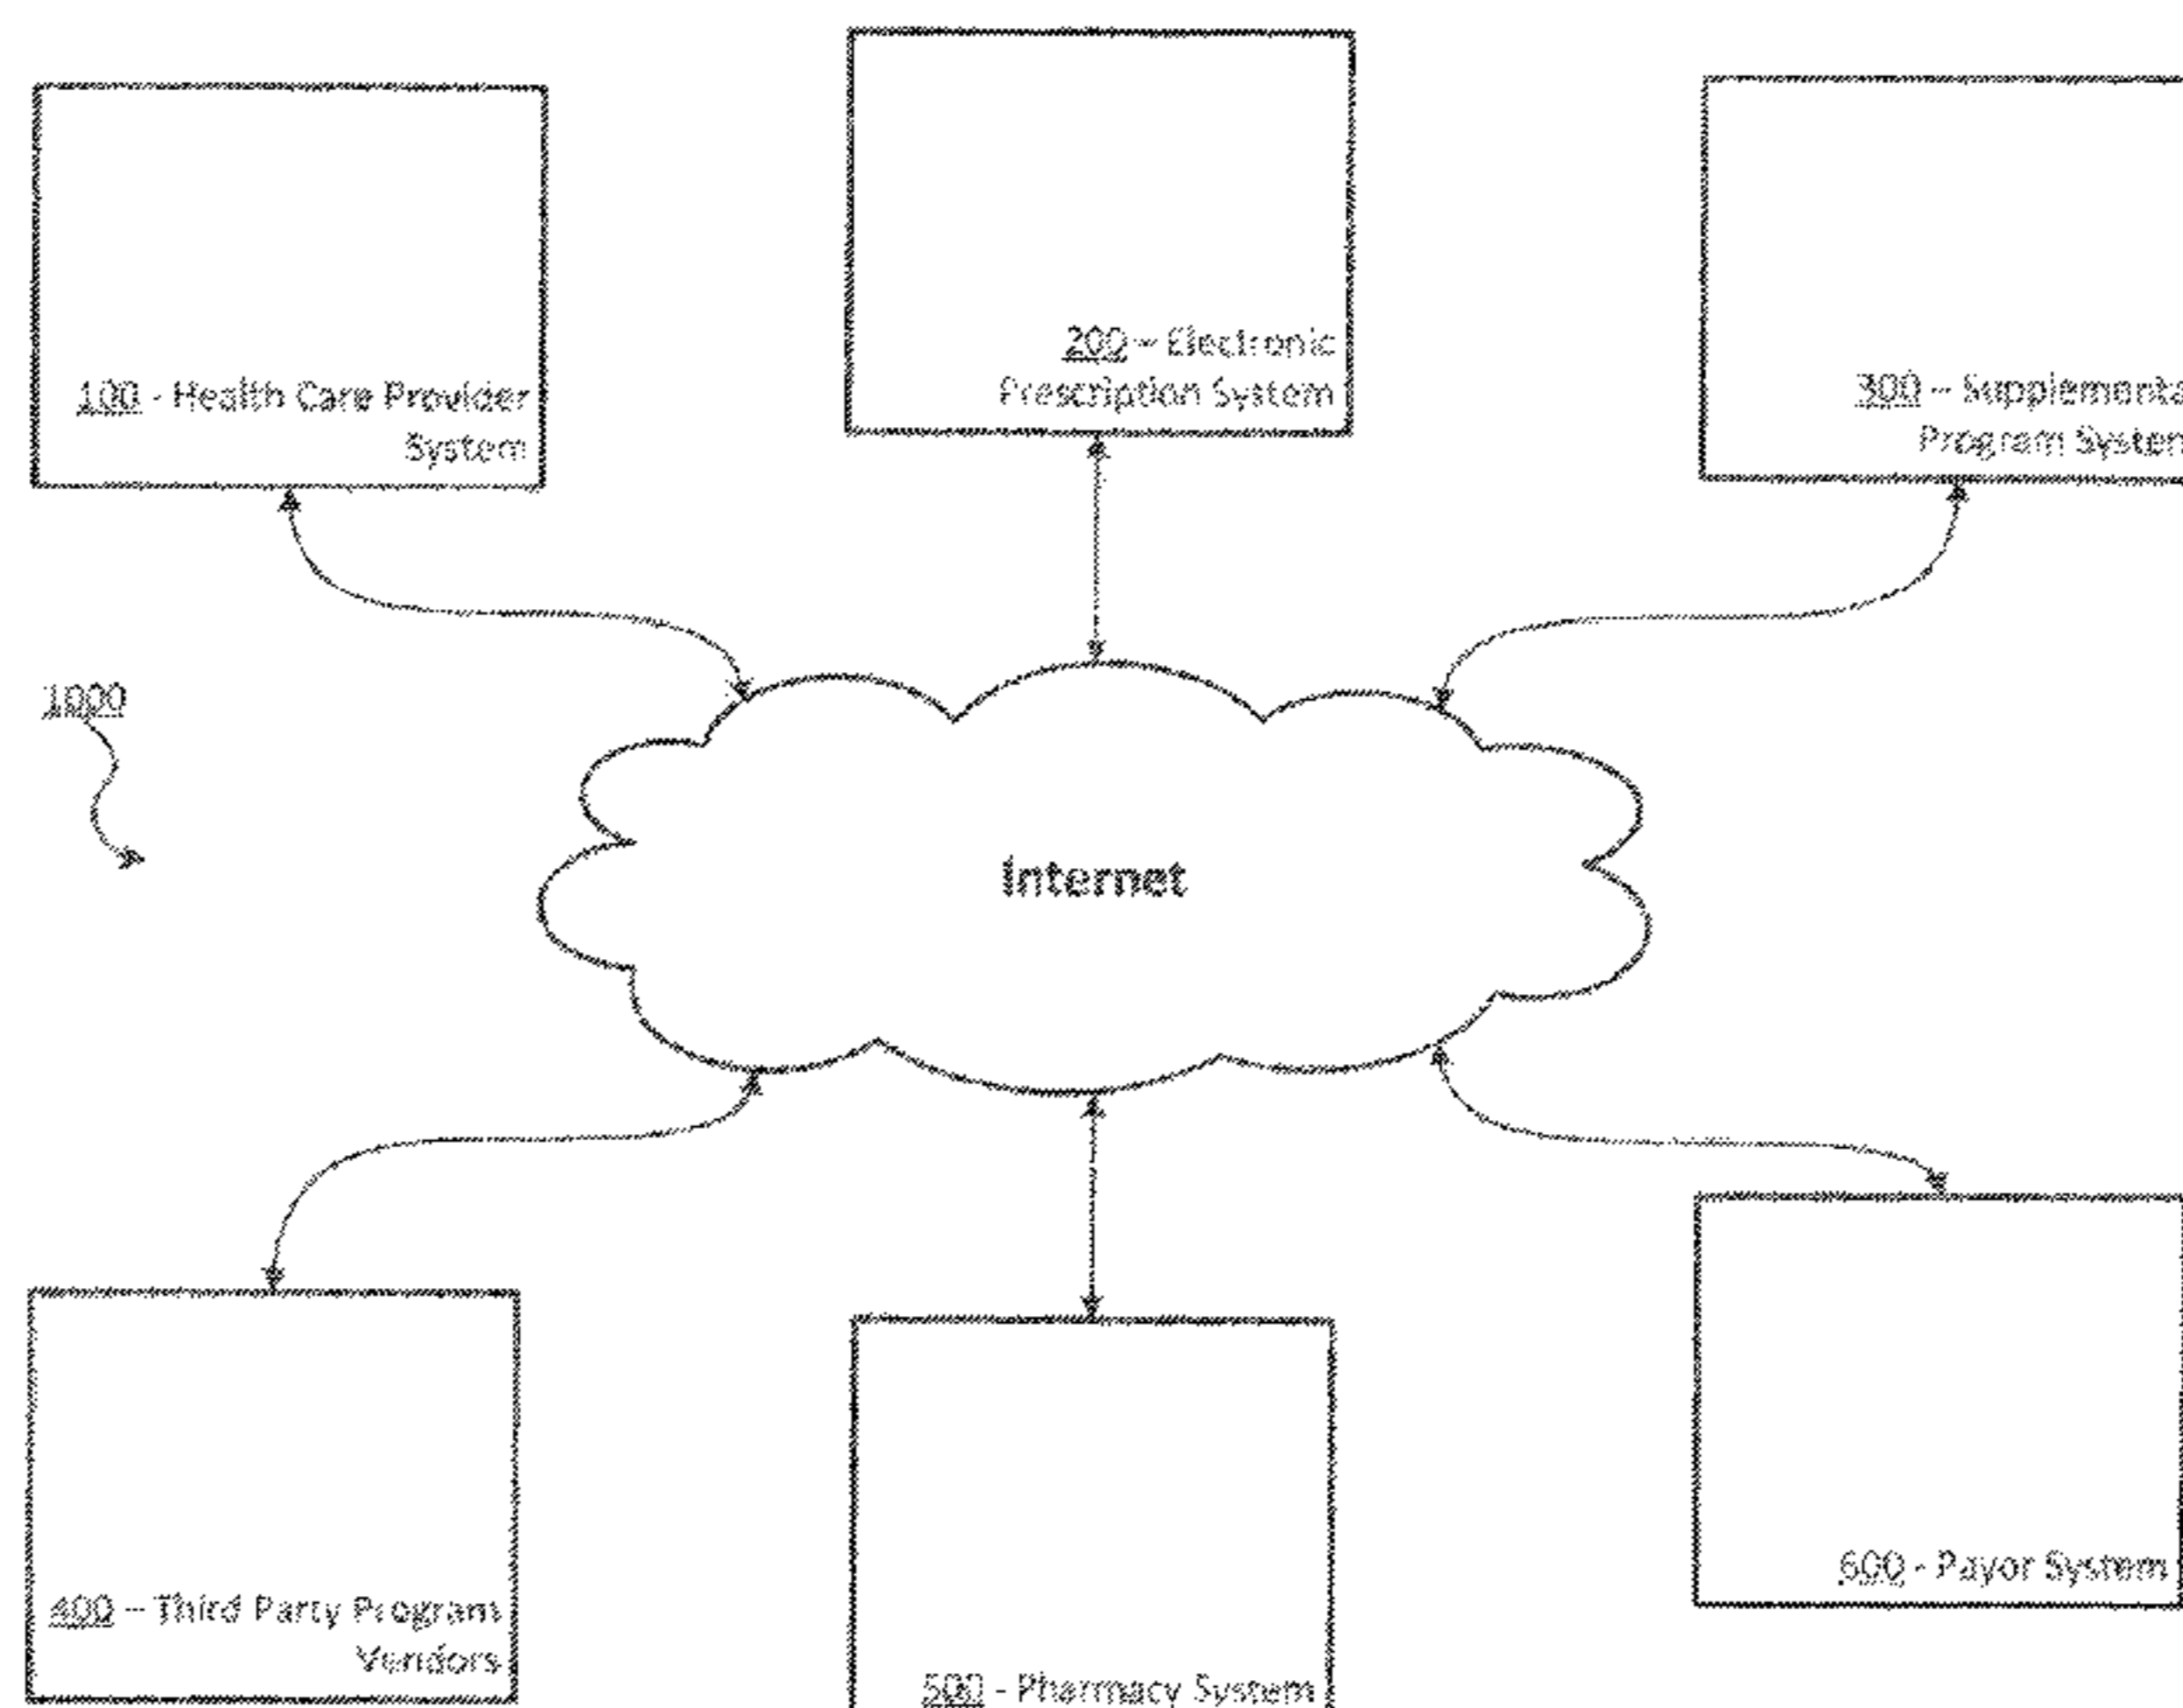 200 – Electronic
Prescription System
100 - Health Care Provider
System
300 – Supplementa
Program System
1000
Internet
400 – Third Party Program
Vendors
500 - Pharmacy System
600 - Payor System